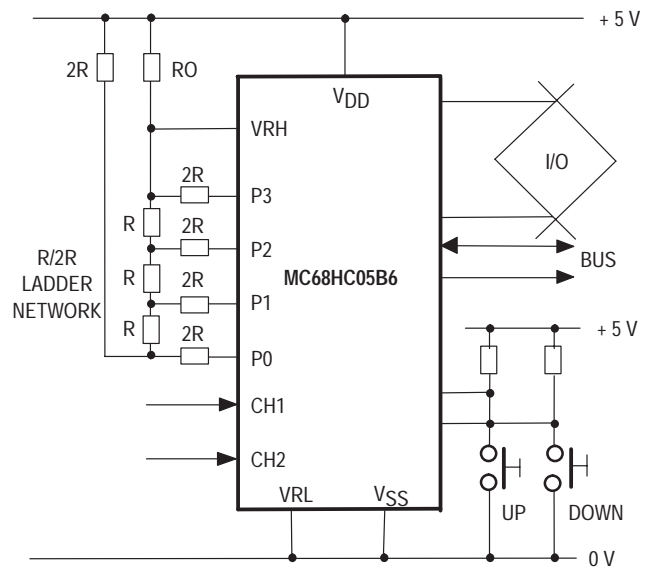 + 5 V
2R
RO
VDD
VRH
I/O
2R
P3
R
2R
P2
R/2R
LADDER
NETWORK
R
2R
P1
MC68HC05B6
BUS
R
2R
P0
+ 5 V
CH1
CH2
VRL
VSS
UP
DOWN
0 V